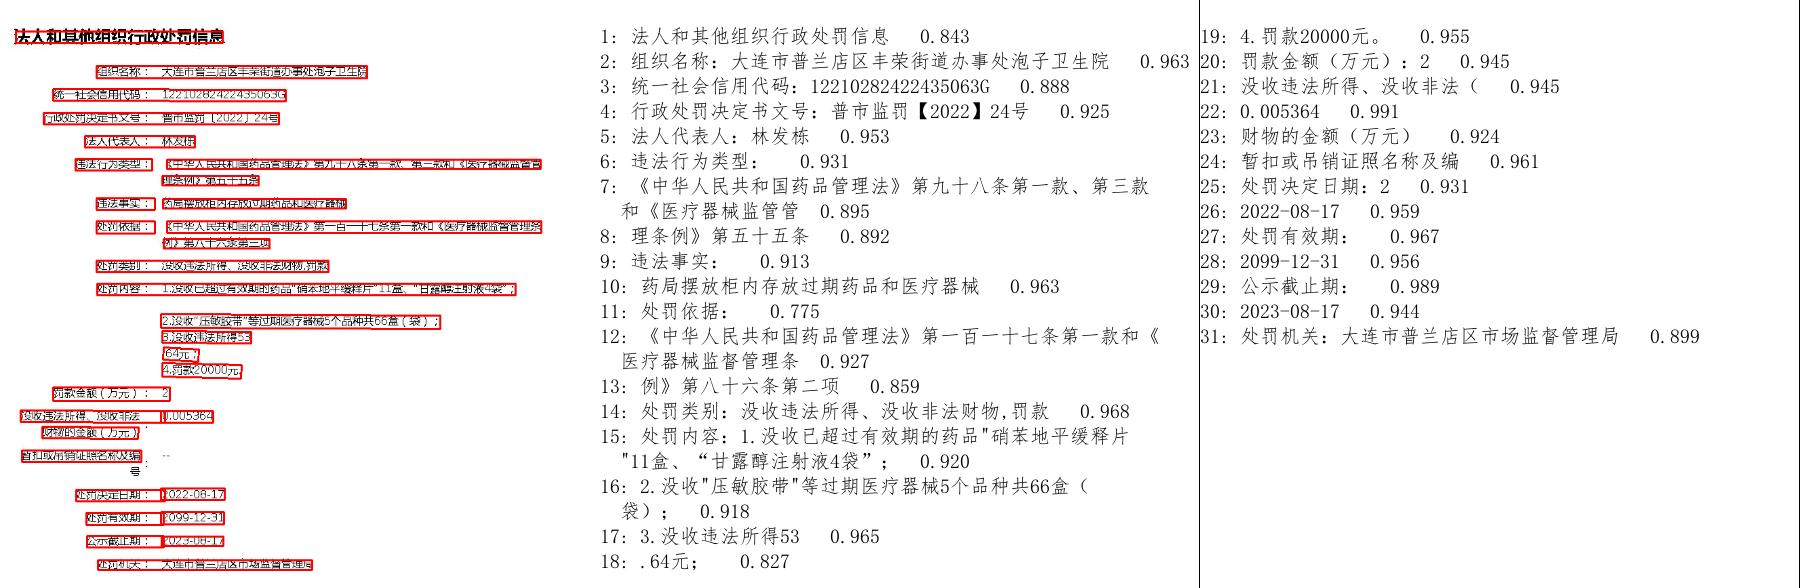 法人和其他组织行政处罚信息
组织名称： 大连市普兰店区丰荣街道办事处泡子卫生院
统一社会信用代码： 12210282422435063G
行政处罚决定书文号： 普市监罚【2022】24号
法人代表人： 林发栋
违法行为类型： 《中华人民共和国药品管理法》第九十八条第一款、第三款和《医疗器械监督管
理条例》第五十五条
违法事实： 药局摆放柜内存放过期药品和医疗器械
处罚依据： 《中华人民共和国药品管理法》第一百一十七条第一款和《医疗器械监督管理条
例》第八十六条第三项
处罚类别： 没收违法所得、没收非法财物,罚款
处罚内容： 1.没收已超过有效期的药品"硝苯地平缓释片"11盒、“甘露醇注射液4袋”；
2.没收"压敏胶带"等过期医疗器械5个品种共66盒（袋）；
3.没收违法所得53
.64元；
4.罚款20000元。
罚款金额（万元）： 2
没收违法所得、没收非法 0.005364
财物的金额（万元）：
暂扣或吊销证照名称及编 --
号：
处罚决定日期： 2022-08-17
处罚有效期： 2099-12-31
公示截止期： 2023-08-17
处罚机关： 大连市普兰店区市场监督管理局
1: 法人和其他组织行政处罚信息 0.843
2: 组织名称: 大连市普兰店区丰荣街道办事处泡子卫生院 0.963
3: 统一社会信用代码: 12210282422435063G 0.888
4: 行政处罚决定书文号: 普市监罚【2022】24号 0.925
5: 法人代表人: 林发栋 0.953
6: 违法行为类型: 0.931
7: 《中华人民共和国药品管理法》第九十八条第一款、第三款
和《医疗器械监管管 0.895
8: 理条例》第五十五条 0.892
9: 违法事实: 0.913
10: 药局摆放柜内存放过期药品和医疗器械 0.963
11: 处罚依据: 0.775
12: 《中华人民共和国药品管理法》第一百一十七条第一款和《
医疗器械监督管理条 0.927
13: 例》第八十六条第二项 0.859
14: 处罚类别: 没收违法所得、没收非法财物,罚款 0.968
15: 处罚内容: 1.没收已超过有效期的药品"硝苯地平缓释片
"11盒、“甘露醇注射液4袋”； 0.920
16: 2.没收"压敏胶带"等过期医疗器械5个品种共66盒（
袋）； 0.918
17: 3.没收违法所得53 0.965
18: .64元； 0.827
19: 4.罚款20000元。 0.955
20: 罚款金额（万元）: 2 0.945
21: 没收违法所得、没收非法（ 0.945
22: 0.005364 0.991
23: 财物的金额（万元） 0.924
24: 暂扣或吊销证照名称及编 0.961
25: 处罚决定日期: 2 0.931
26: 2022-08-17 0.959
27: 处罚有效期: 0.967
28: 2099-12-31 0.956
29: 公示截止期: 0.989
30: 2023-08-17 0.944
31: 处罚机关: 大连市普兰店区市场监督管理局 0.899